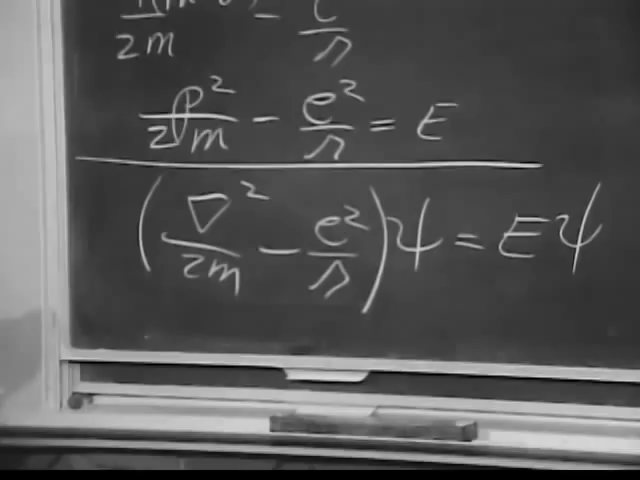 2m - r
p²/2m - e²/r = E
(∇²/2m - e²/r)ψ = Eψ